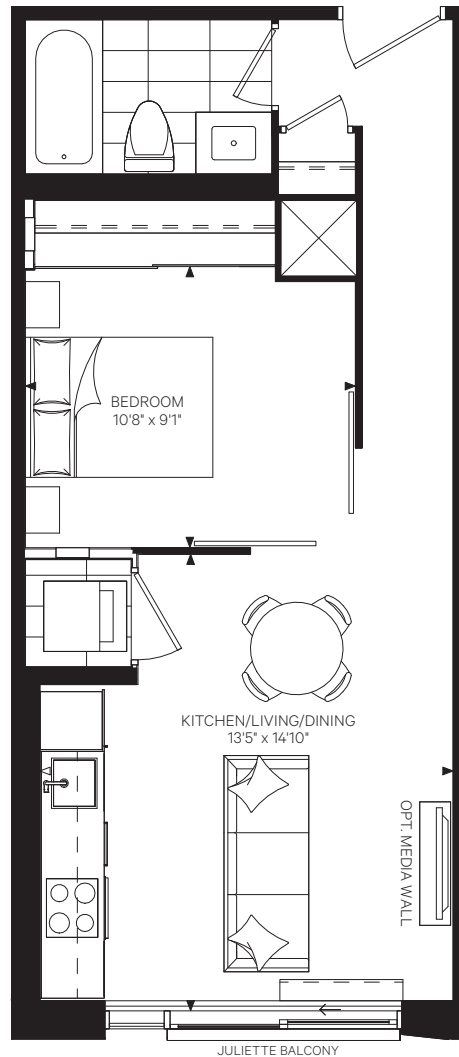 BEDROOM
10'8" x 9'1"
KITCHEN/LIVING/DINING
13'5" x 14'10"
OPT. MEDIA WALL
JULIETTE BALCONY